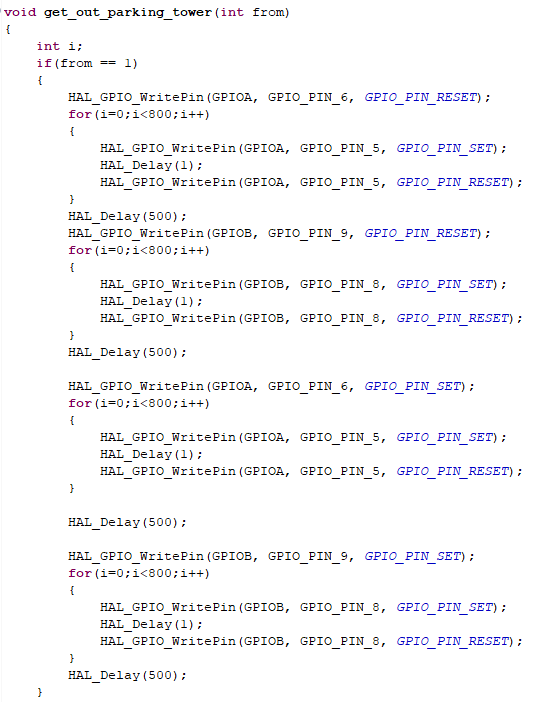 void get_out_parking_tower(int from)
{
    int i;
    if(from == 1)
    {
        HAL_GPIO_WritePin(GPIOA, GPIO_PIN_6, GPIO_PIN_RESET);
        for(i=0;i<800;i++)
        {
            HAL_GPIO_WritePin(GPIOA, GPIO_PIN_5, GPIO_PIN_SET);
            HAL_Delay(1);
            HAL_GPIO_WritePin(GPIOA, GPIO_PIN_5, GPIO_PIN_RESET);
        }
        HAL_Delay(500);
        HAL_GPIO_WritePin(GPIOB, GPIO_PIN_9, GPIO_PIN_RESET);
        for(i=0;i<800;i++)
        {
            HAL_GPIO_WritePin(GPIOB, GPIO_PIN_8, GPIO_PIN_SET);
            HAL_Delay(1);
            HAL_GPIO_WritePin(GPIOB, GPIO_PIN_8, GPIO_PIN_RESET);
        }
        HAL_Delay(500);

        HAL_GPIO_WritePin(GPIOA, GPIO_PIN_6, GPIO_PIN_SET);
        for(i=0;i<800;i++)
        {
            HAL_GPIO_WritePin(GPIOA, GPIO_PIN_5, GPIO_PIN_SET);
            HAL_Delay(1);
            HAL_GPIO_WritePin(GPIOA, GPIO_PIN_5, GPIO_PIN_RESET);
        }

        HAL_Delay(500);

        HAL_GPIO_WritePin(GPIOB, GPIO_PIN_9, GPIO_PIN_SET);
        for(i=0;i<800;i++)
        {
            HAL_GPIO_WritePin(GPIOB, GPIO_PIN_8, GPIO_PIN_SET);
            HAL_Delay(1);
            HAL_GPIO_WritePin(GPIOB, GPIO_PIN_8, GPIO_PIN_RESET);
        }
        HAL_Delay(500);
    }